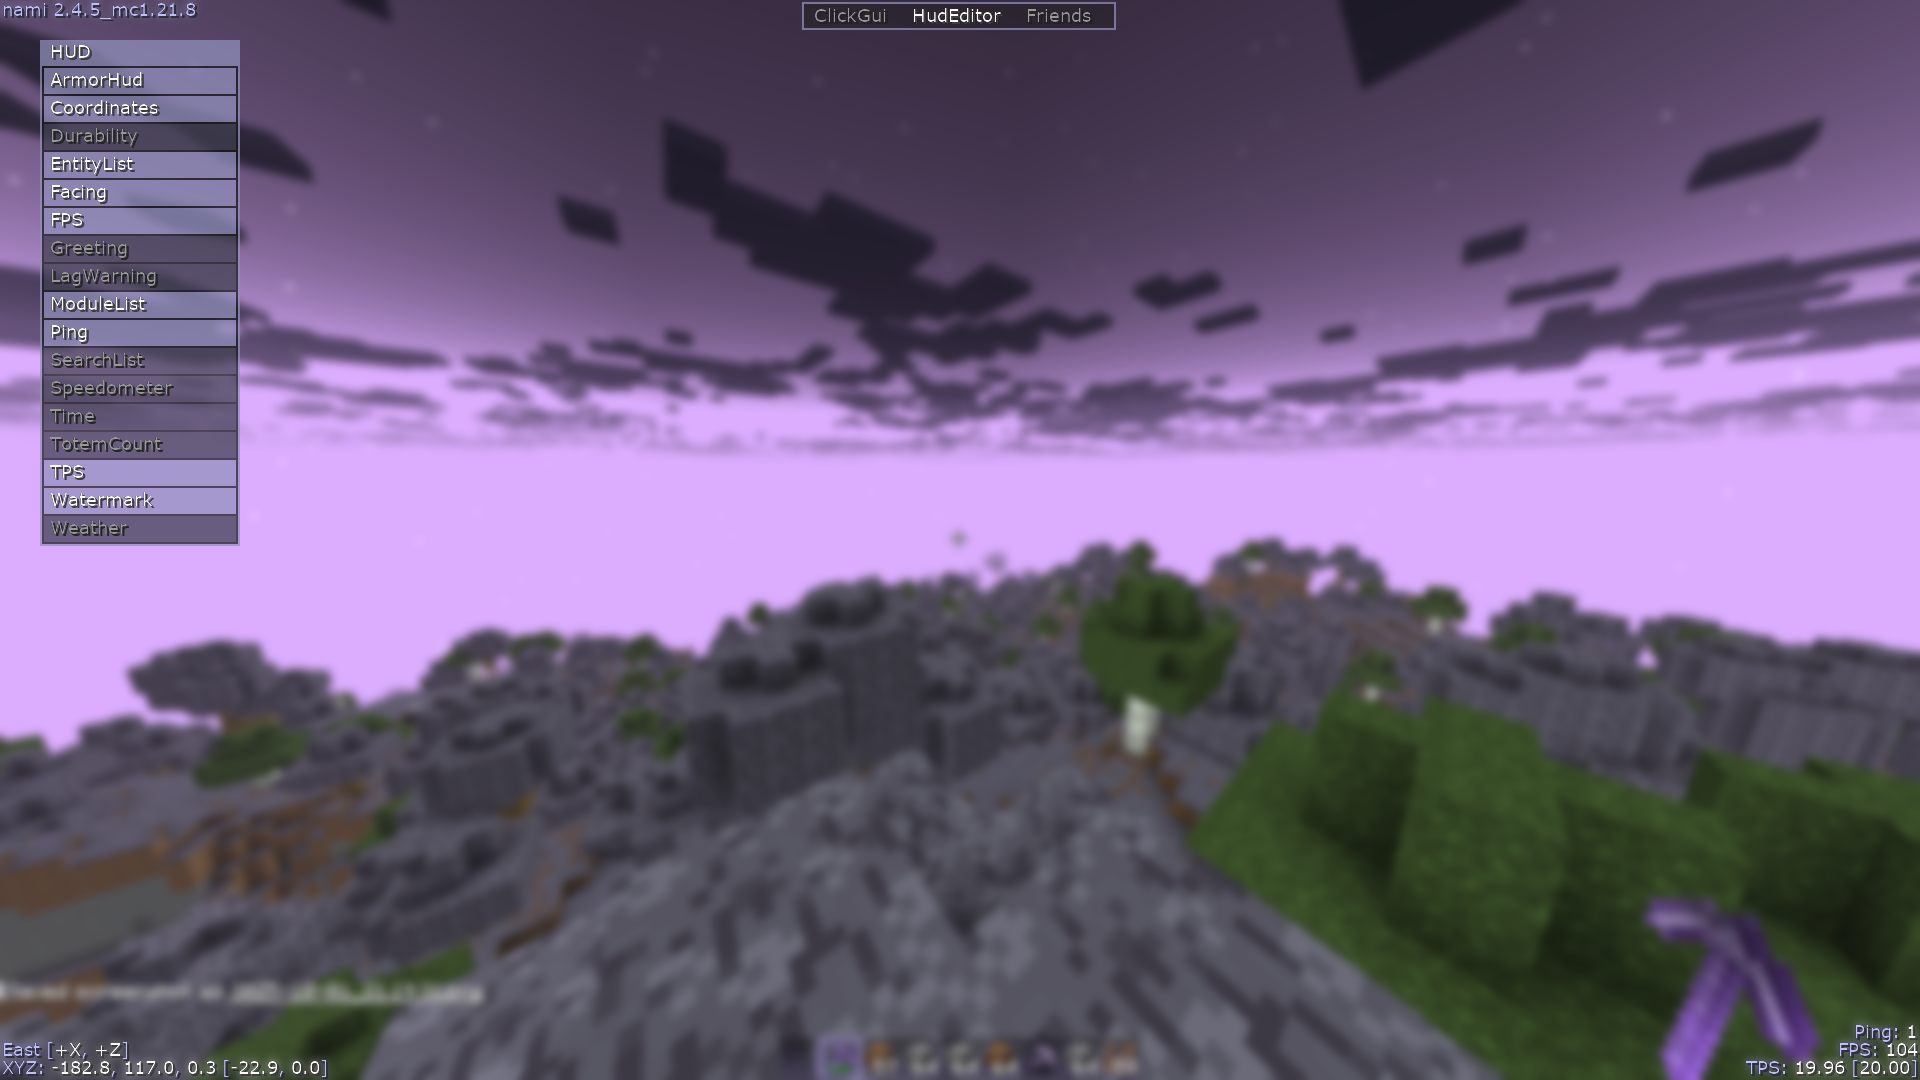 nami 2.4.5_mc1.21.8
ClickGui HudEditor Friends
HUD
ArmorHud
Coordinates
Durability
EntityList
Facing
FPS
Greeting
LagWarning
ModuleList
Ping
SearchList
Speedometer
Time
TotemCount
TPS
Watermark
Weather
East [+X, +Z]
XYZ: -182.8, 117.0, 0.3 [-22.9, 0.0]
Ping: 1
FPS: 104
TPS: 19.96 [20.00]